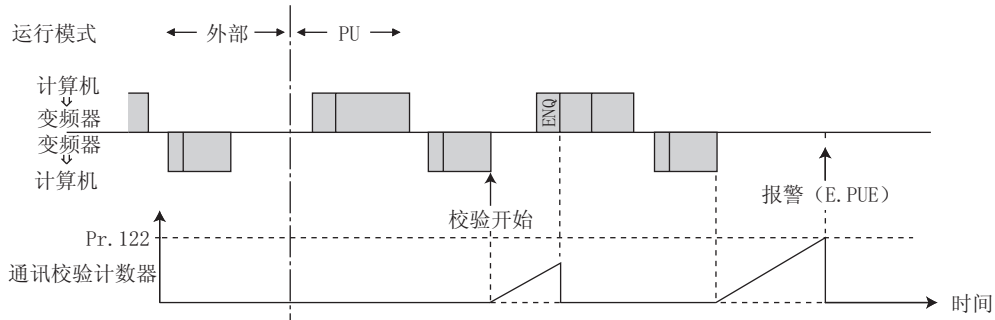 运行模式
外部
PU
计算机
⇩
变频器
变频器
⇩
计算机
ENQ
校验开始
报警（E.PUE）
Pr.122
通讯校验计数器
时间